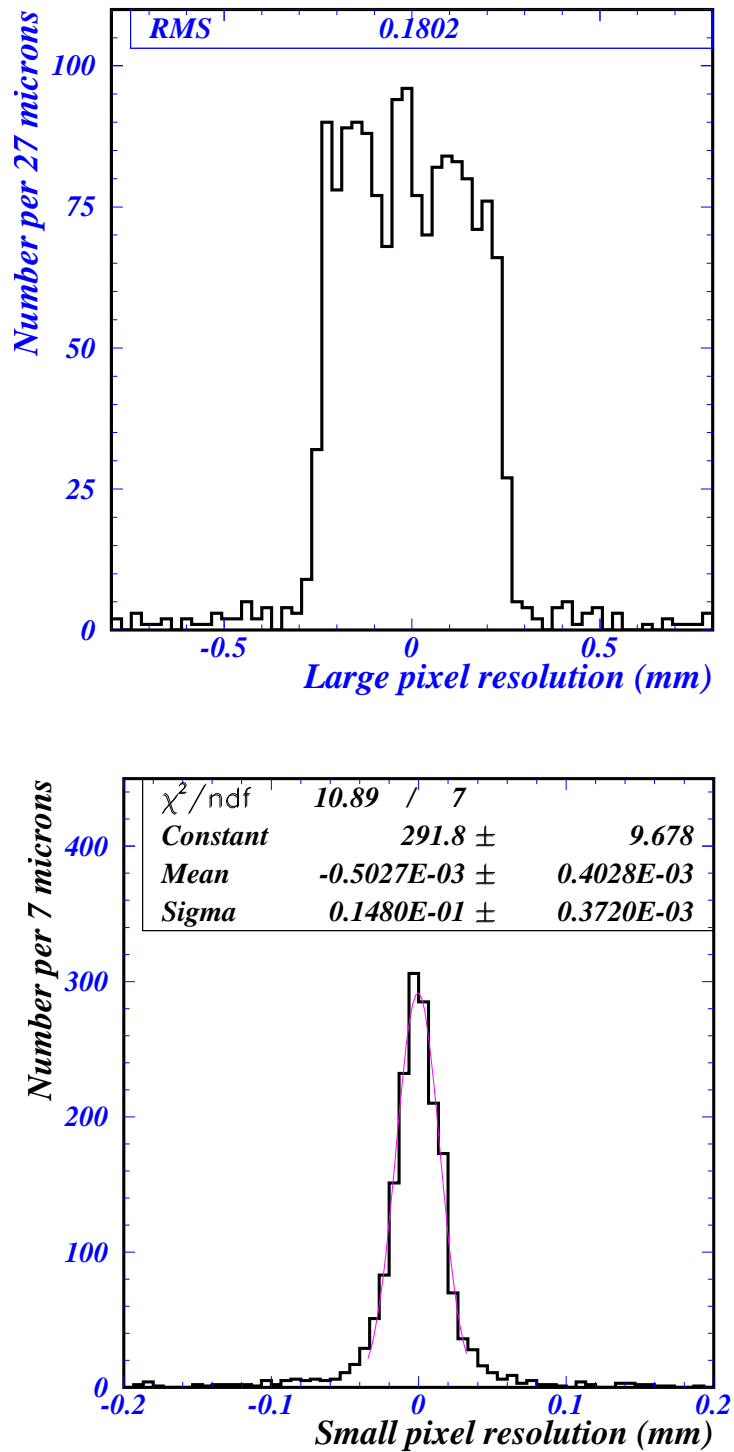 RMS 0.1802
Number per 27 microns
100
75
50
25
0
-0.5 0 0.5
Large pixel resolution (mm)
χ²/ndf 10.89 / 7
Constant 291.8 ± 9.678
Mean -0.5027E-03 ± 0.4028E-03
Sigma 0.1480E-01 ± 0.3720E-03
Number per 7 microns
400
300
200
100
0
-0.2 -0.1 0 0.1 0.2
Small pixel resolution (mm)